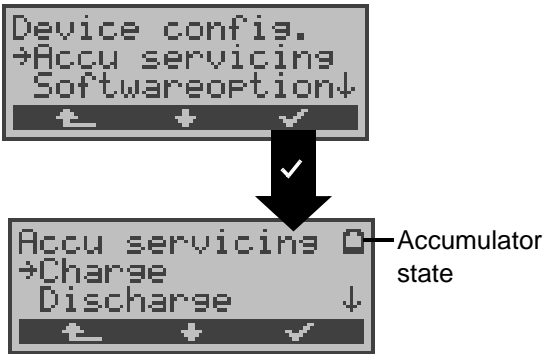 Device config.
→Accu servicing
Softwareoption↓
Accu servicing
→Charge
Discharge ↓
Accumulator
state